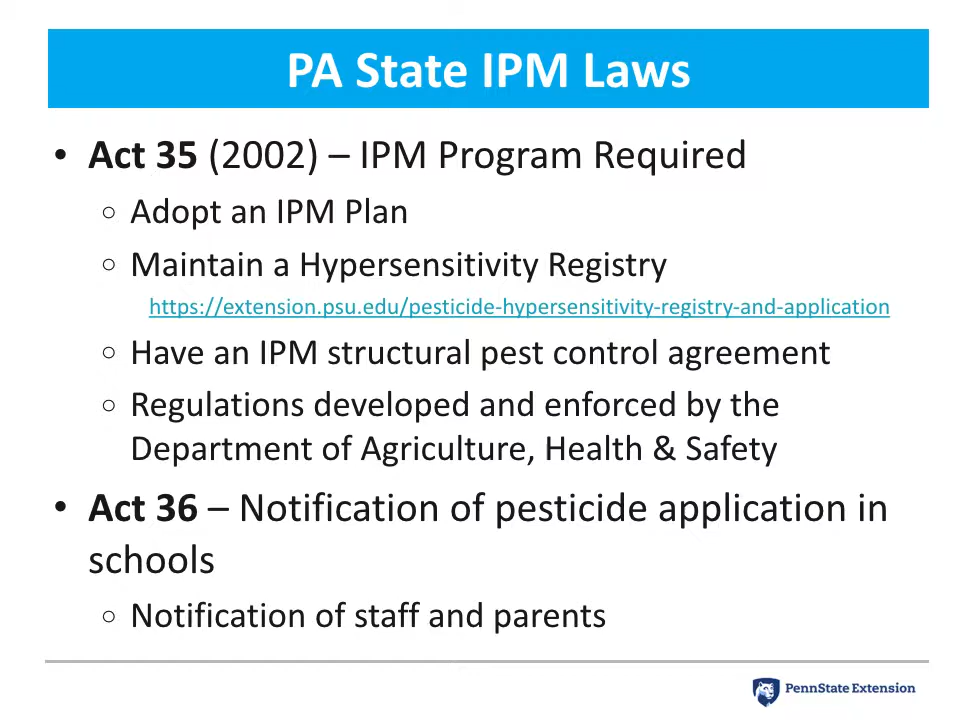 PA State IPM Laws
• Act 35 (2002) – IPM Program Required
○ Adopt an IPM Plan
○ Maintain a Hypersensitivity Registry
https://extension.psu.edu/pesticide-hypersensitivity-registry-and-application
○ Have an IPM structural pest control agreement
○ Regulations developed and enforced by the
Department of Agriculture, Health & Safety
• Act 36 – Notification of pesticide application in
schools
○ Notification of staff and parents
PennState Extension